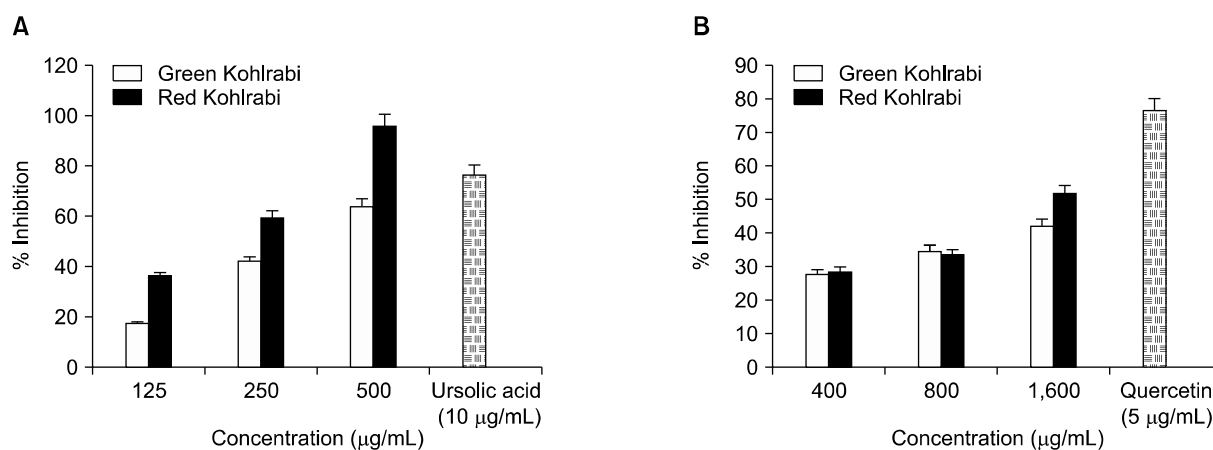 A
120
100
80
60
40
20
0
% Inhibition
Green Kohlrabi
Red Kohlrabi
125 250 500 Ursolic acid
(10 μg/mL)
Concentration (μg/mL)
B
90
80
70
60
50
40
30
20
10
0
% Inhibition
Green Kohlrabi
Red Kohlrabi
400 800 1,600 Quercetin
(5 μg/mL)
Concentration (μg/mL)